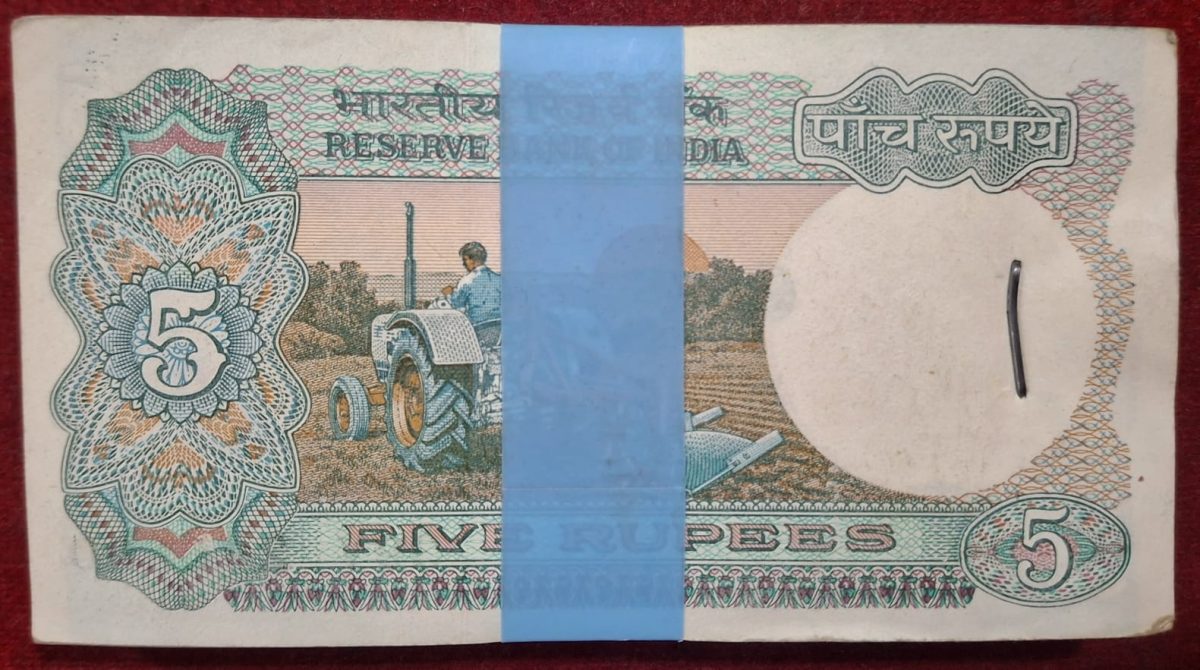 भारतीय रिज़र्व बैंक
RESERVE BANK OF INDIA
पाँच रुपये
5
FIVE RUPEES
5